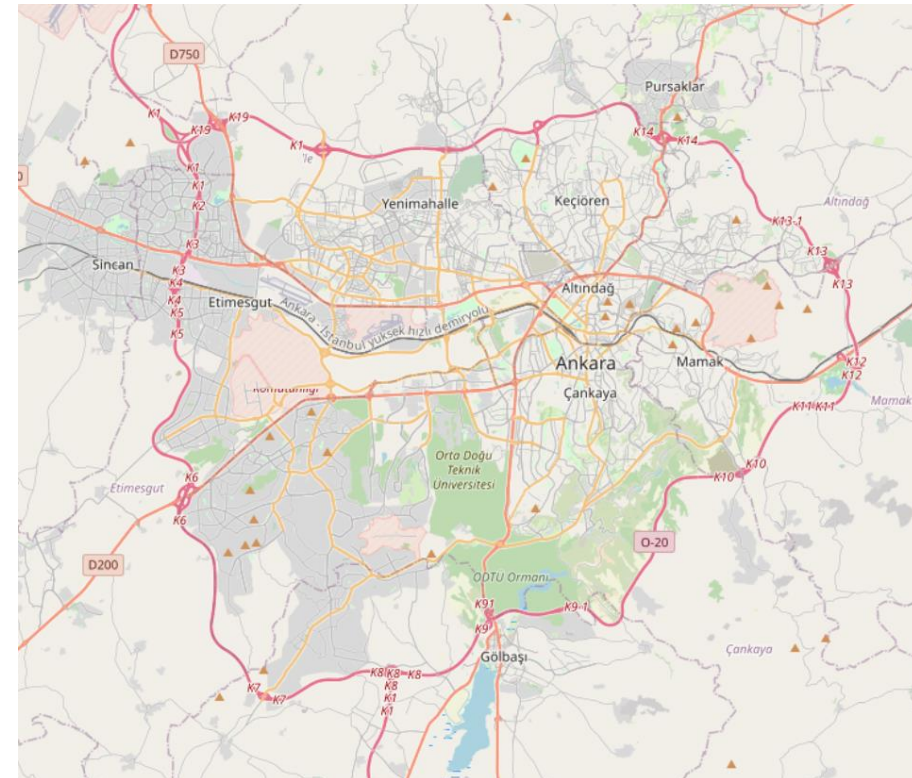 D750
Pursaklar
K1
K19
K19
K1
K14
K14
K1
K1
K2
Yenimahalle
Keçiören
Altındağ
K13-1
K3
K13
Sincan
K3
K4
K13
K4
Etimesgut
Altındağ
K5
Ankara - İstanbul yüksek hızlı demiryolu
K5
Ankara
Mamak
K12
K12
Çankaya
Mamak
K11
K11
Orta Doğu
Teknik
Üniversitesi
K6
K10
K10
Etimesgut
K6
O-20
D200
ODTÜ Ormanı
K91
K9-1
K9
Çankaya
Gölbaşı
K8
K8
K8
K7
K7
K8
K1
K1